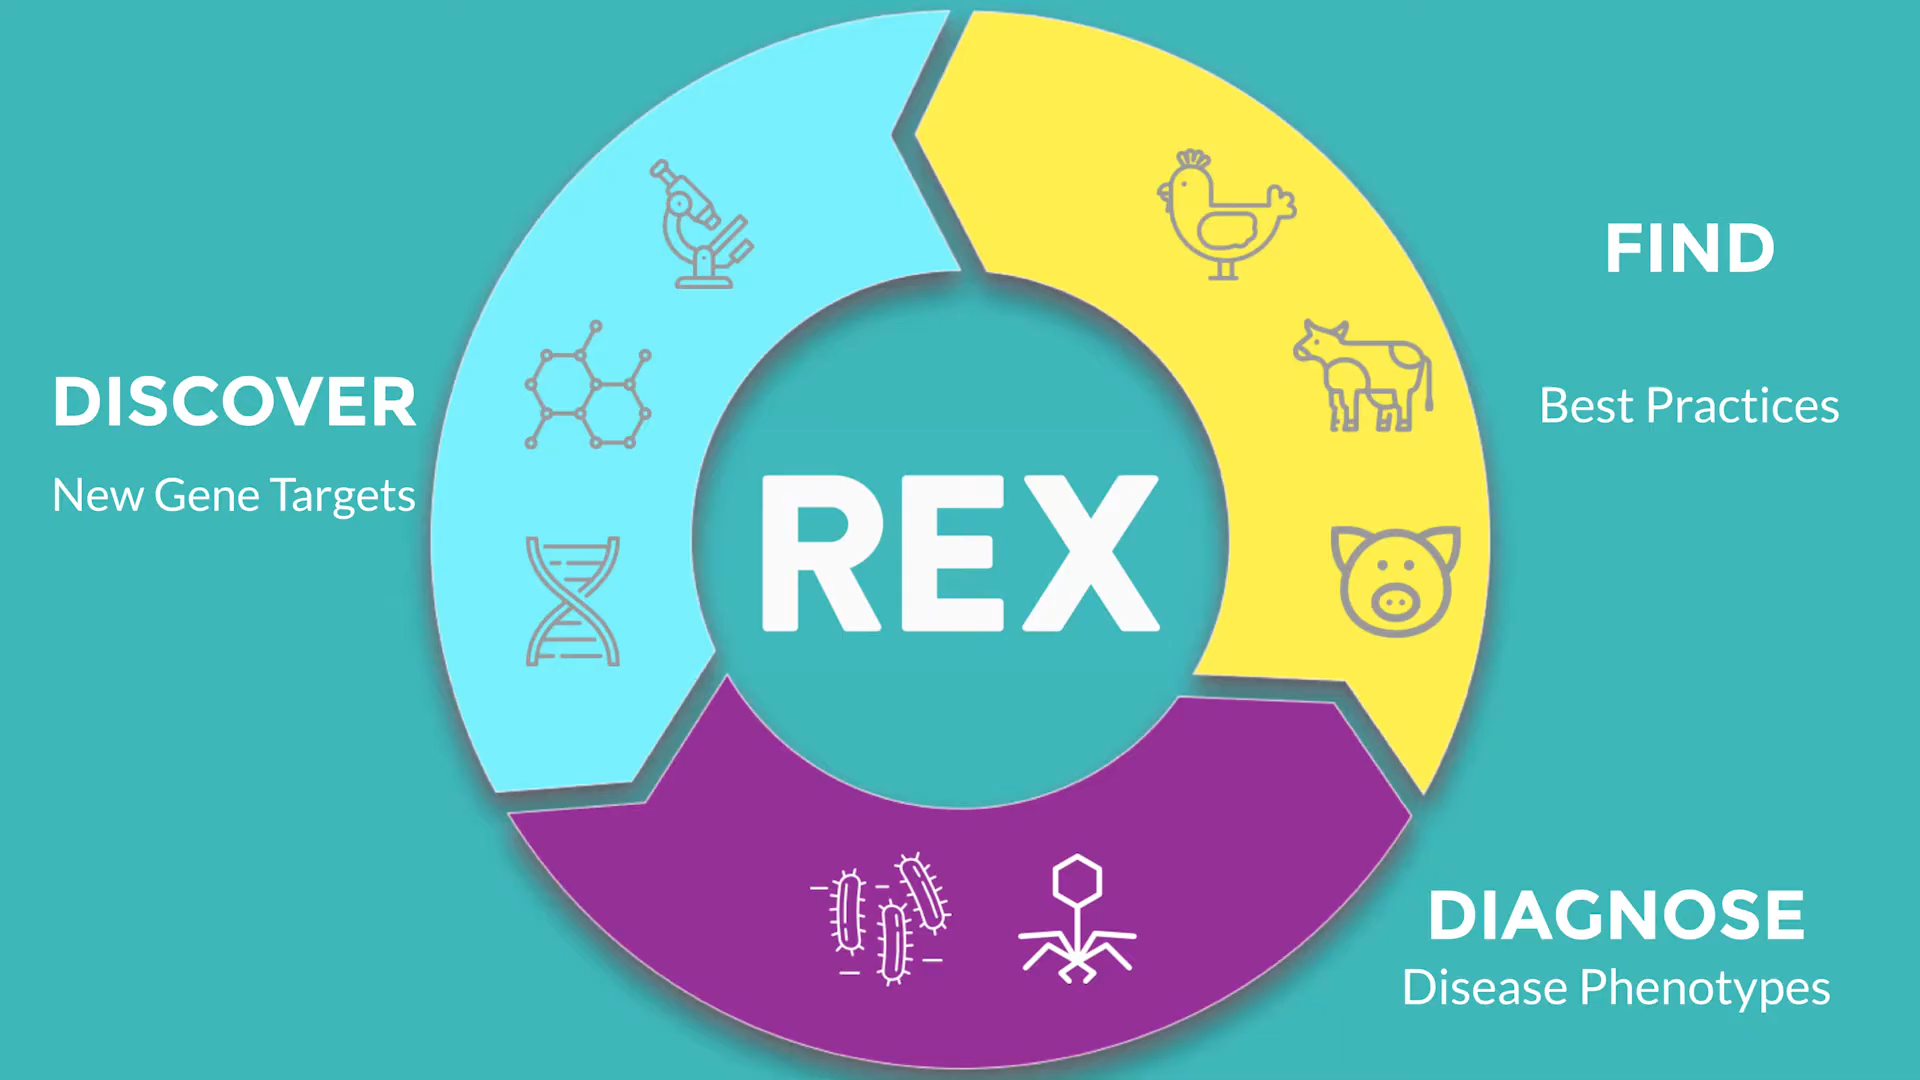 DISCOVER
New Gene Targets
REX
FIND
Best Practices
DIAGNOSE
Disease Phenotypes